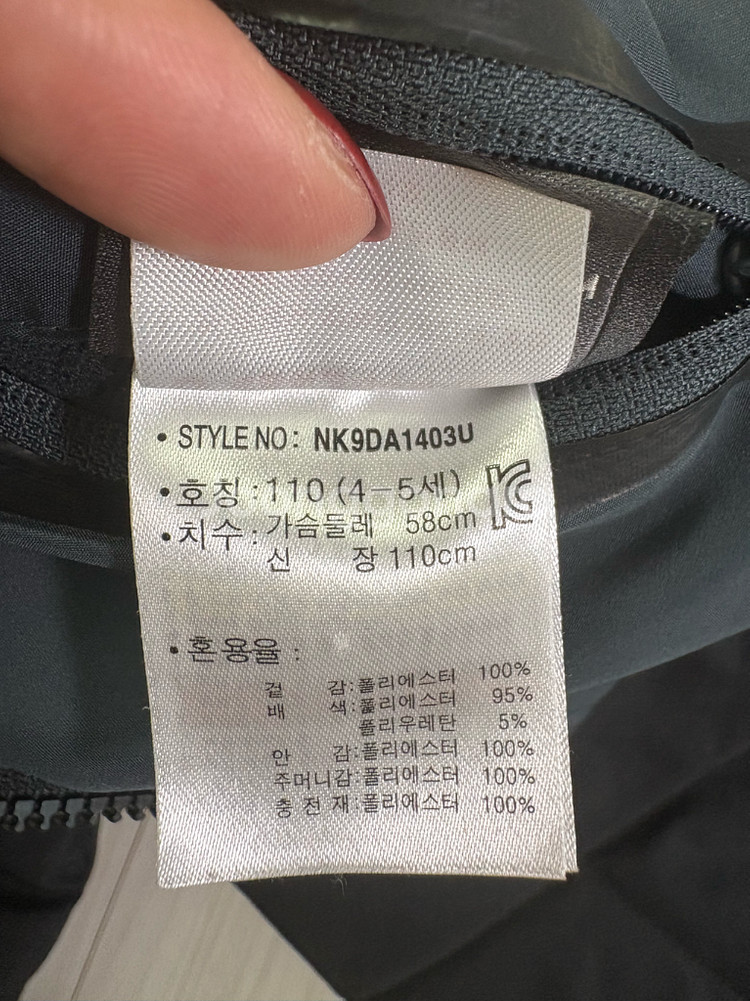 • STYLE NO: NK9DA1403U
• 호칭 : 110 (4-5세)
• 치수 : 가슴둘레 58cm
신 장 110cm
• 혼용율 :
겉 감: 폴리에스터 100%
배 색: 폴리에스터 95%
폴리우레탄 5%
안 감: 폴리에스터 100%
주머니감: 폴리에스터 100%
충 전 재: 폴리에스터 100%